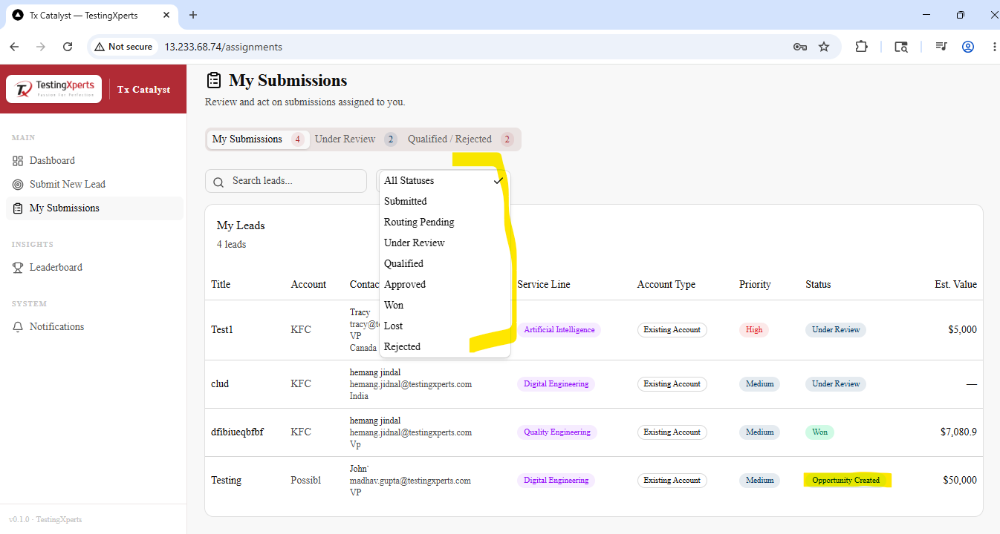 Tx Catalyst — TestingXperts
Not secure
13.233.68.74/assignments
TestingXperts
Passion for Perfection
Tx Catalyst
MAIN
Dashboard
Submit New Lead
My Submissions
INSIGHTS
Leaderboard
SYSTEM
Notifications
v0.1.0 · TestingXperts
My Submissions
Review and act on submissions assigned to you.
My Submissions 4 Under Review 2 Qualified / Rejected 2
Search leads...
All Statuses
Submitted
Routing Pending
Under Review
Qualified
Approved
Won
Lost
Rejected
My Leads
4 leads
Title Account Contac Service Line Account Type Priority Status Est. Value
Test1 KFC Tracy
tracy@t
VP
Canada
Artificial Intelligence Existing Account High Under Review $5,000
clud KFC hemang jindal
hemang.jidnal@testingxperts.com
India
Digital Engineering Existing Account Medium Under Review —
dfibiueqbfbf KFC hemang jindal
hemang.jidnal@testingxperts.com
Vp
Quality Engineering Existing Account Medium Won $7,080.9
Testing Possibl John`
madhav.gupta@testingxperts.com
VP
Digital Engineering Existing Account Medium Opportunity Created $50,000